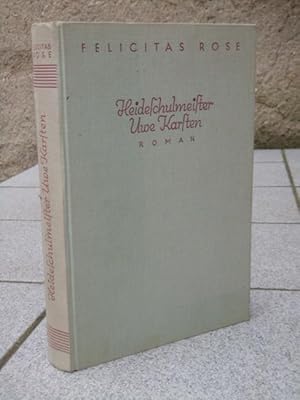 FELICITAS ROSE
Heideschulmeister
Uwe Karsten
ROMAN
FELICITAS
ROSE
Heideschulmeister Uwe Karsten